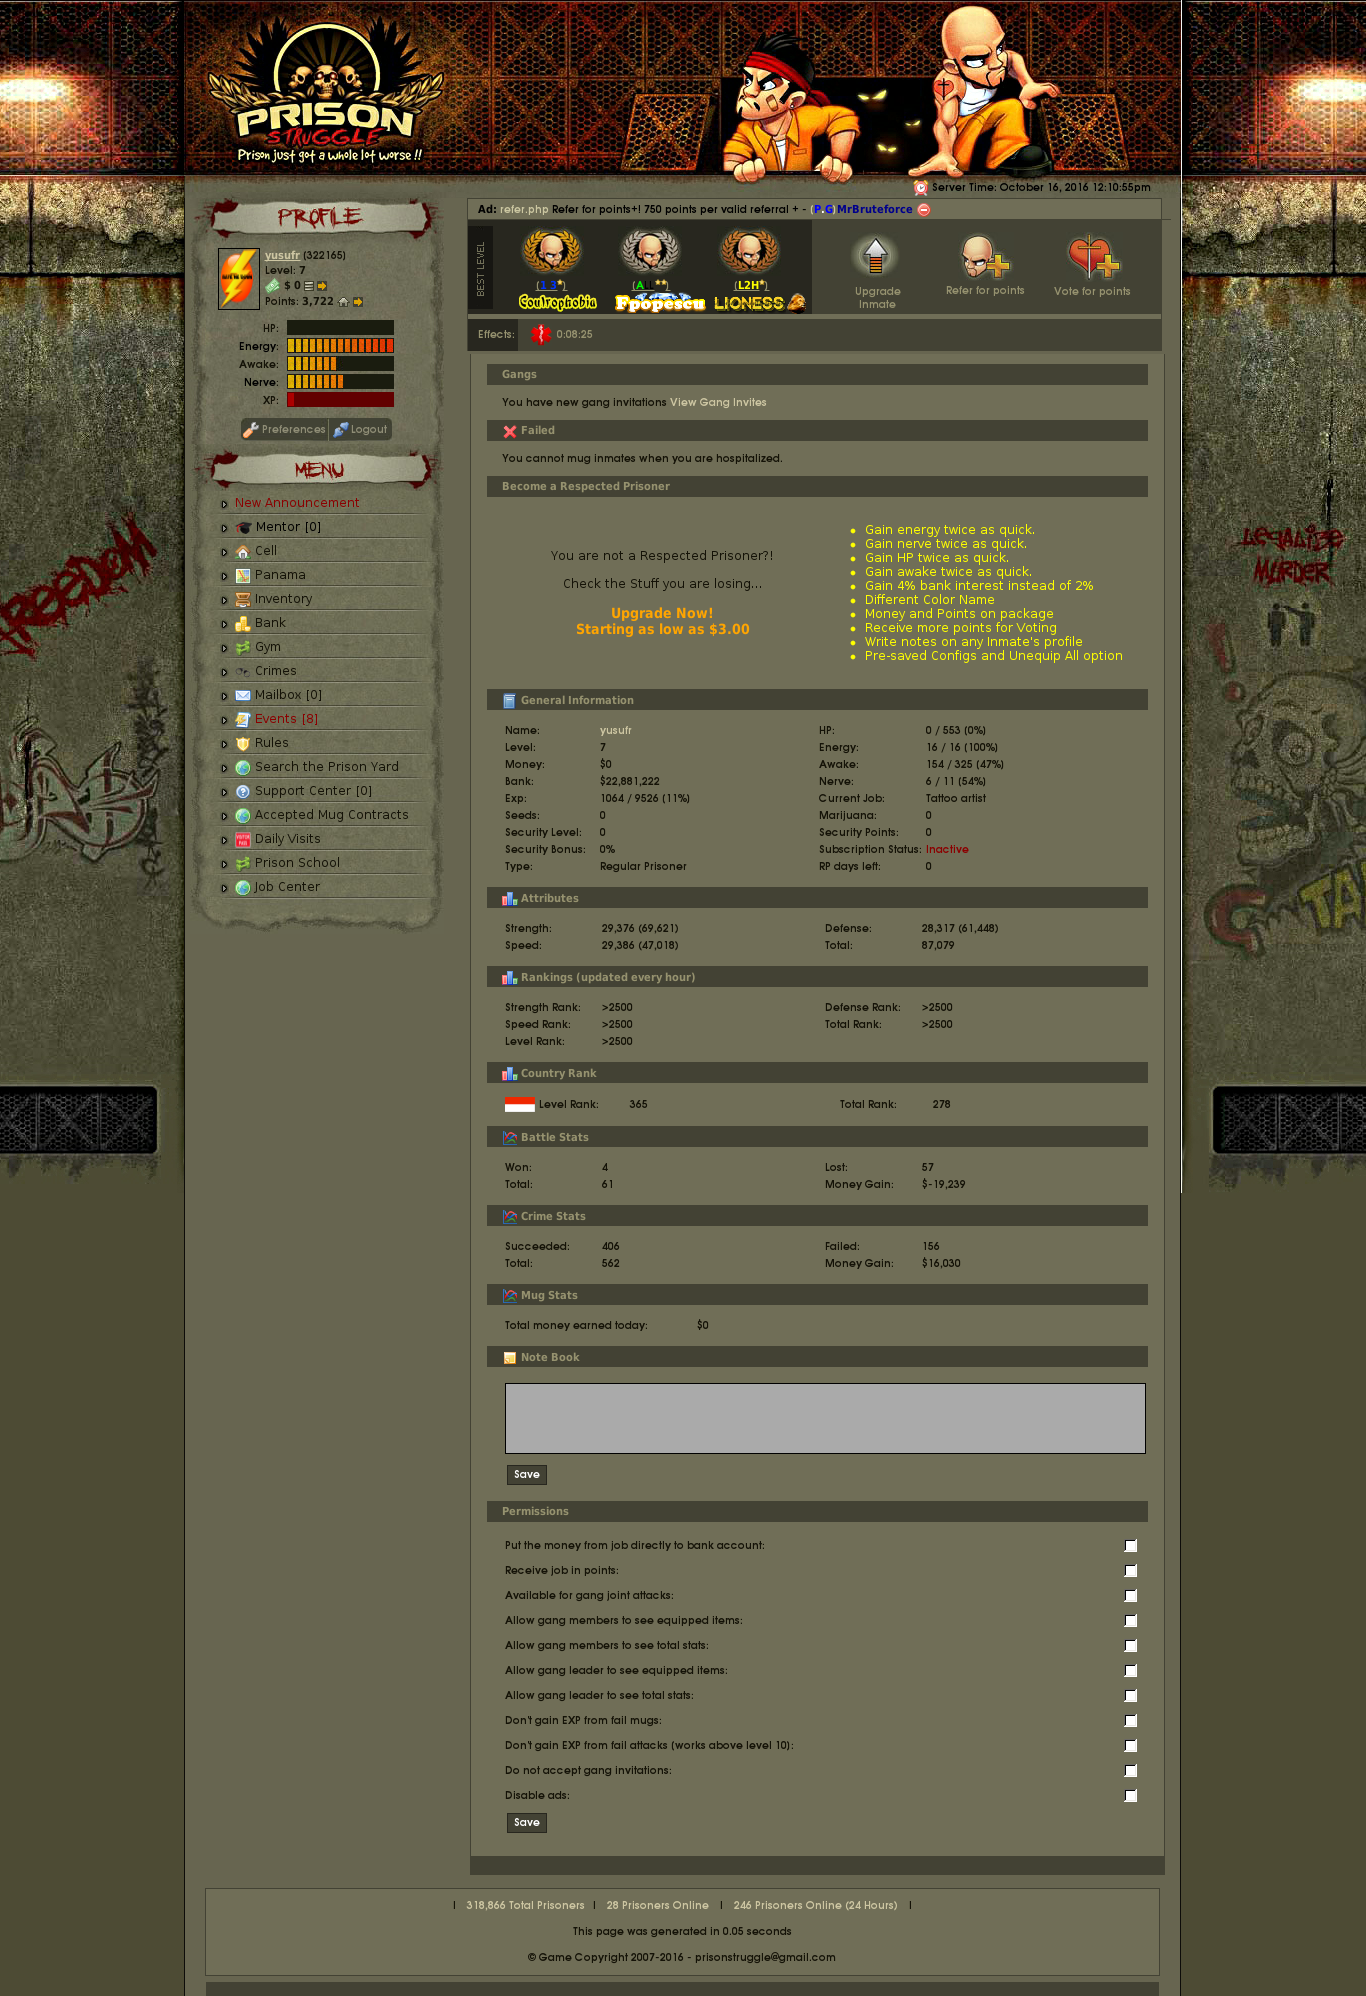 PRISON
STRUGGLE
Prison just got a whole lot worse !!
Server Time: October 16, 2016 12:10:55pm
PROFILE
yusufr (322165)
Level: 7
$ 0
Points: 3,722
HP:
Energy:
Awake:
Nerve:
XP:
Preferences
Logout
MENU
New Announcement
Mentor [0]
Cell
Panama
Inventory
Bank
Gym
Crimes
Mailbox [0]
Events [8]
Rules
Search the Prison Yard
Support Center [0]
Accepted Mug Contracts
Daily Visits
Prison School
Job Center
Ad: refer.php Refer for points+! 750 points per valid referral + - (P.G)MrBruteforce
BEST LEVEL
Coulrophobia
Fpopescu
(L2H*)
LIONESS
Upgrade
Inmate
Refer for points
Vote for points
Effects:
0:08:25
Gangs
You have new gang invitations View Gang Invites
Failed
You cannot mug inmates when you are hospitalized.
Become a Respected Prisoner
You are not a Respected Prisoner?!
Check the Stuff you are losing...
Upgrade Now!
Starting as low as $3.00
Gain energy twice as quick.
Gain nerve twice as quick.
Gain HP twice as quick.
Gain awake twice as quick.
Gain 4% bank interest instead of 2%
Different Color Name
Money and Points on package
Receive more points for Voting
Write notes on any Inmate's profile
Pre-saved Configs and Unequip All option
General Information
Name: yusufr HP: 0 / 553 (0%)
Level: 7 Energy: 16 / 16 (100%)
Money: $0 Awake: 154 / 325 (47%)
Bank: $22,881,222 Nerve: 6 / 11 (54%)
Exp: 1064 / 9526 (11%) Current Job: Tattoo artist
Seeds: 0 Marijuana: 0
Security Level: 0 Security Points: 0
Security Bonus: 0% Subscription Status: Inactive
Type: Regular Prisoner RP days left: 0
Attributes
Strength: 29,376 (69,621) Defense: 28,317 (61,448)
Speed: 29,386 (47,018) Total: 87,079
Rankings (updated every hour)
Strength Rank: >2500 Defense Rank: >2500
Speed Rank: >2500 Total Rank: >2500
Level Rank: >2500
Country Rank
Level Rank: 365 Total Rank: 278
Battle Stats
Won: 4 Lost: 57
Total: 61 Money Gain: $-19,239
Crime Stats
Succeeded: 406 Failed: 156
Total: 562 Money Gain: $16,030
Mug Stats
Total money earned today: $0
Note Book
Save
Permissions
Put the money from job directly to bank account:
Receive job in points:
Available for gang joint attacks:
Allow gang members to see equipped items:
Allow gang members to see total stats:
Allow gang leader to see equipped items:
Allow gang leader to see total stats:
Don't gain EXP from fail mugs:
Don't gain EXP from fail attacks (works above level 10):
Do not accept gang invitations:
Disable ads:
Save
| 318,866 Total Prisoners | 28 Prisoners Online | 246 Prisoners Online (24 Hours) |
This page was generated in 0.05 seconds
© Game Copyright 2007-2016 - prisonstruggle@gmail.com
LEGALIZE
MURDER